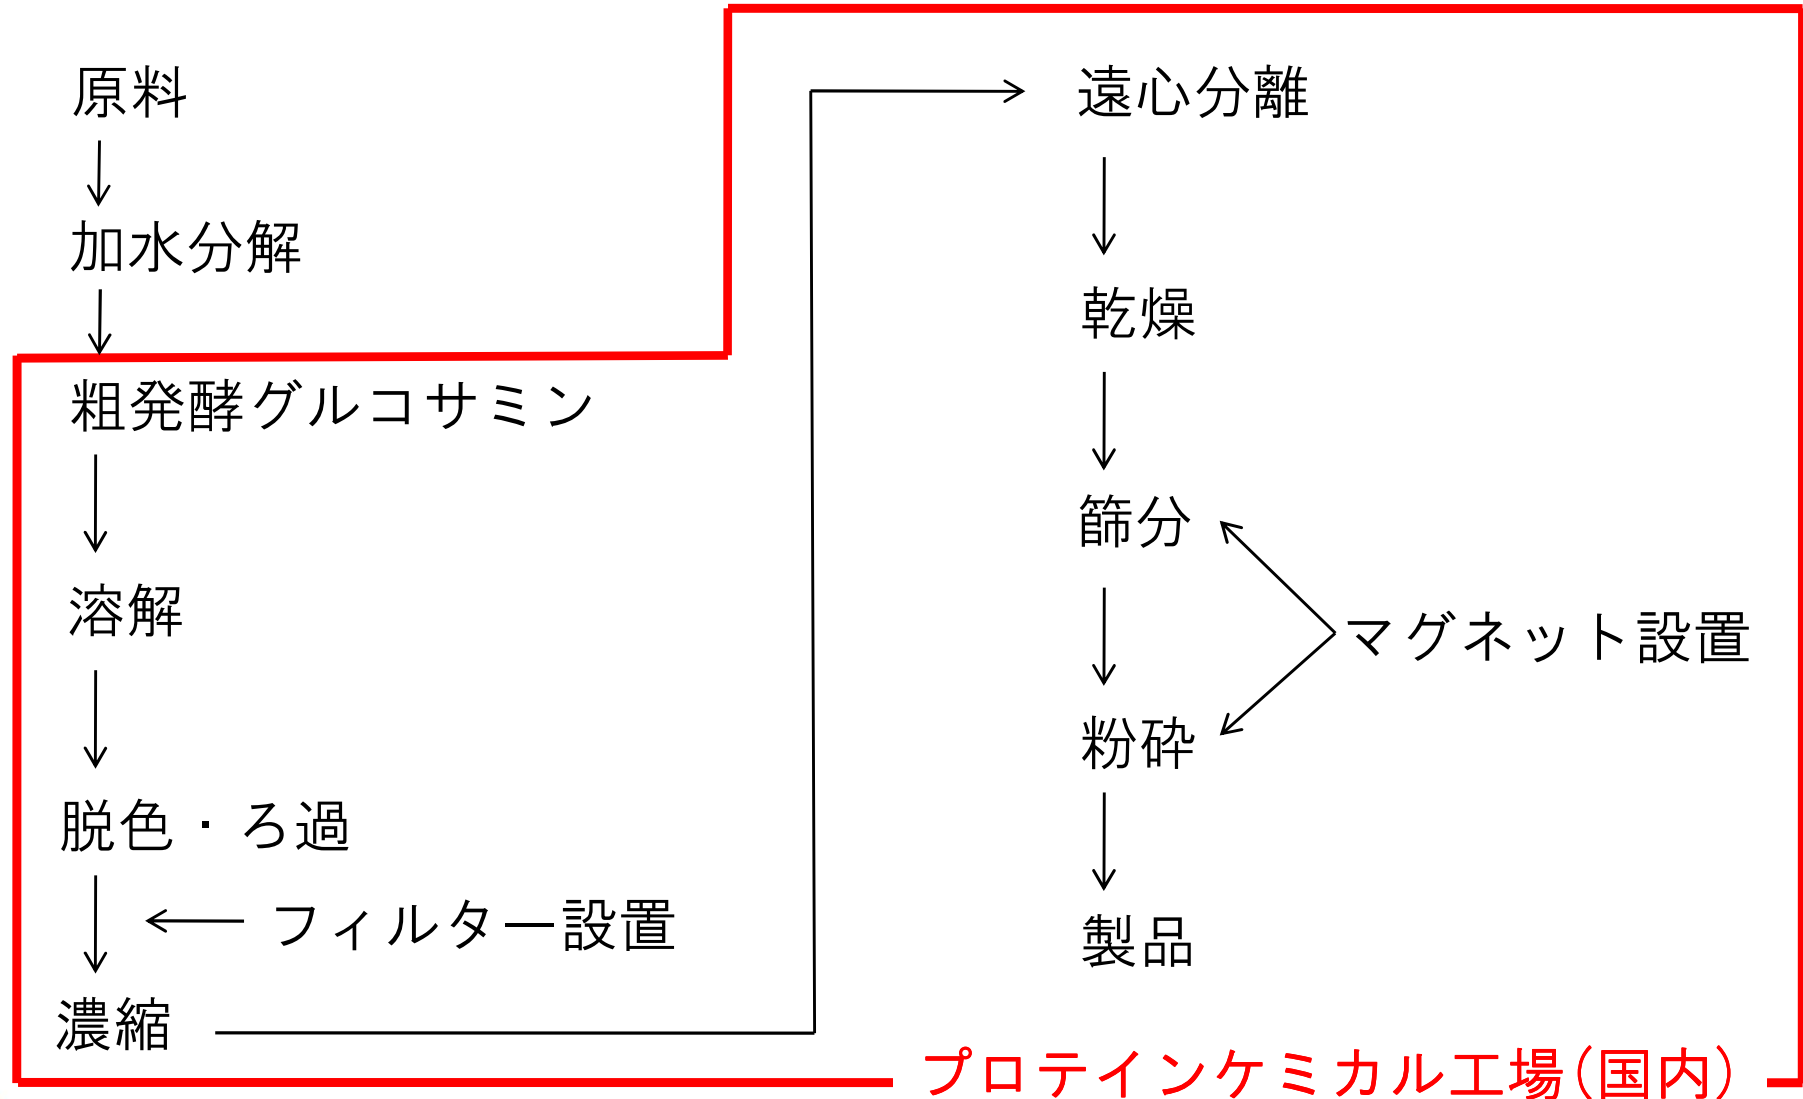 原料
加水分解
粗発酵グルコサミン
溶解
脱色・ろ過
フィルター設置
濃縮
遠心分離
乾燥
篩分
マグネット設置
粉砕
製品
プロテインケミカル工場(国内)